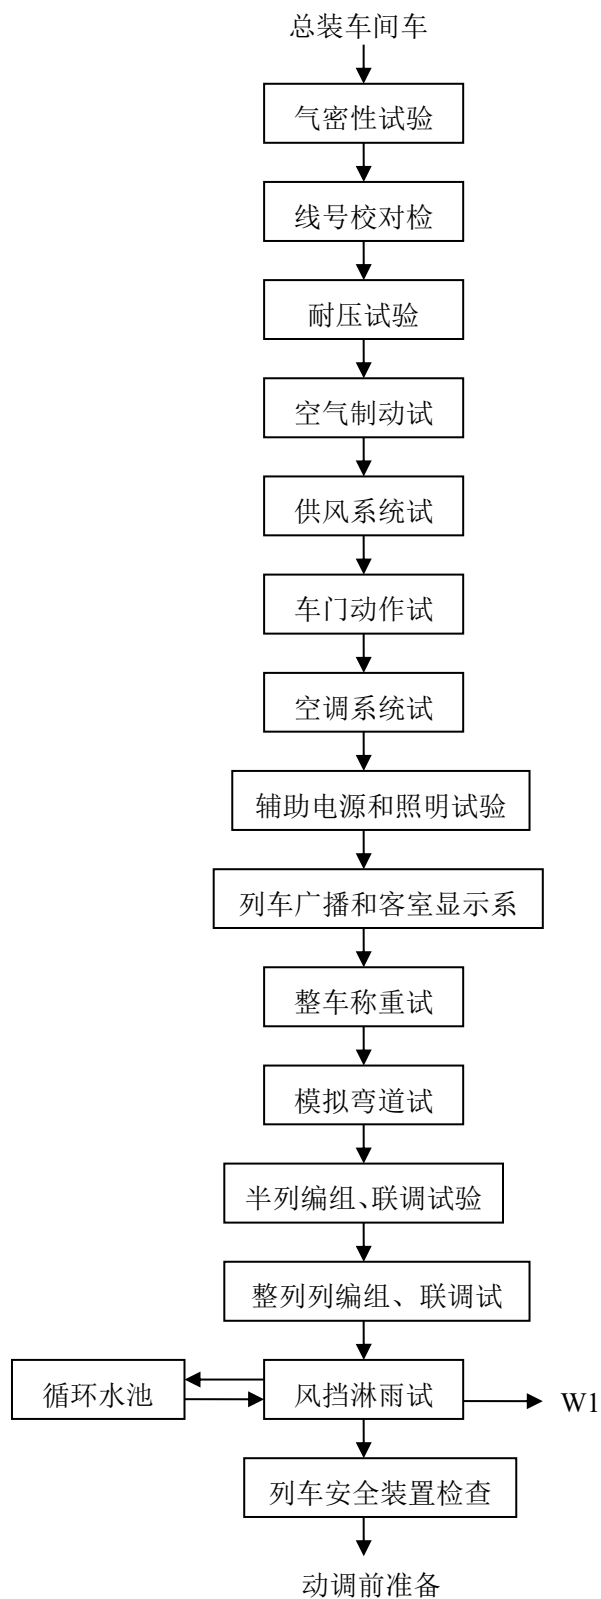 总装车间车
气密性试验
线号校对检
耐压试验
空气制动试
供风系统试
车门动作试
空调系统试
辅助电源和照明试验
列车广播和客室显示系
整车称重试
模拟弯道试
半列编组、联调试验
整列列编组、联调试
循环水池
风挡淋雨试
W1
列车安全装置检查
动调前准备